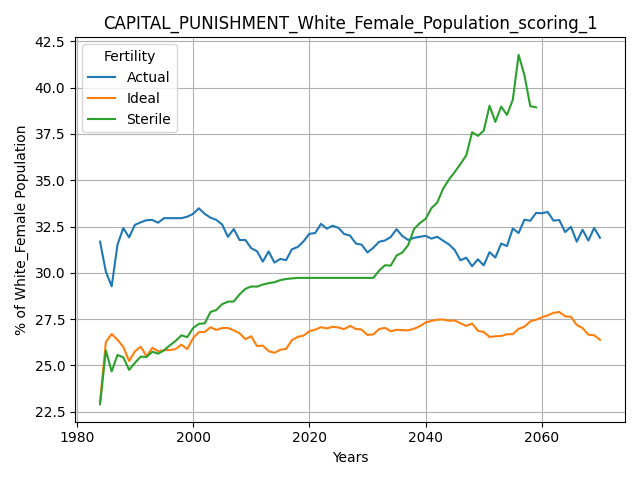 CAPITAL_PUNISHMENT_White_Female_Population_scoring_1
Fertility
Actual
Ideal
Sterile
% of White_Female Population
42.5
40.0
37.5
35.0
32.5
30.0
27.5
25.0
22.5
1980
2000
2020
2040
2060
Years